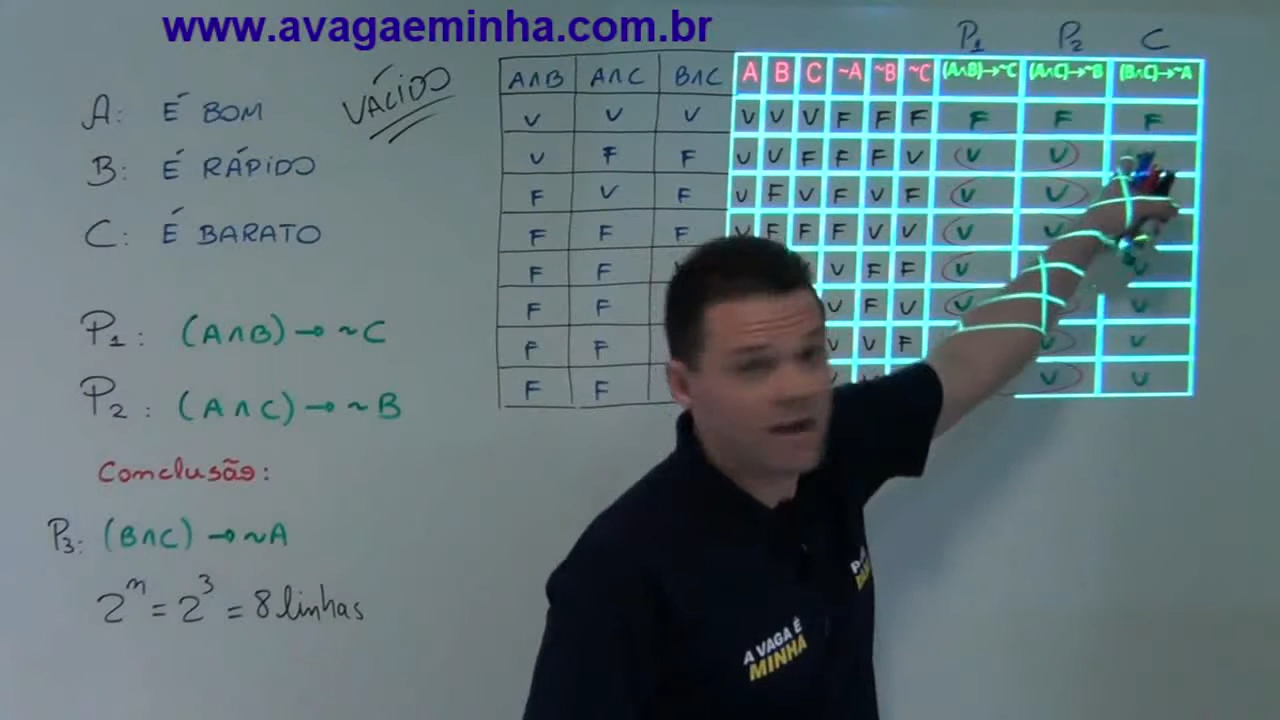 www.avagaeminha.com.br
VÁLIDO
A: É BOM
B: É RÁPIDO
C: É BARATO
P1: (A∧B) → ~C
P2: (A∧C) → ~B
Conclusão:
P3: (B∧C) → ~A
2^n = 2^3 = 8 linhas
P1 P2 C
A∧B A∧C B∧C A B C ~A ~B ~C (A∧B)→~C (A∧C)→~B (B∧C)→~A
V V V V V V F F F F F F
V F F V V F F F V V V
F V F V F V F V F V V
F F F V F F F V V V V
F F V F F V V
F F V F V V V
F F V V F V V
F F V V
A VAGA É
MINHA